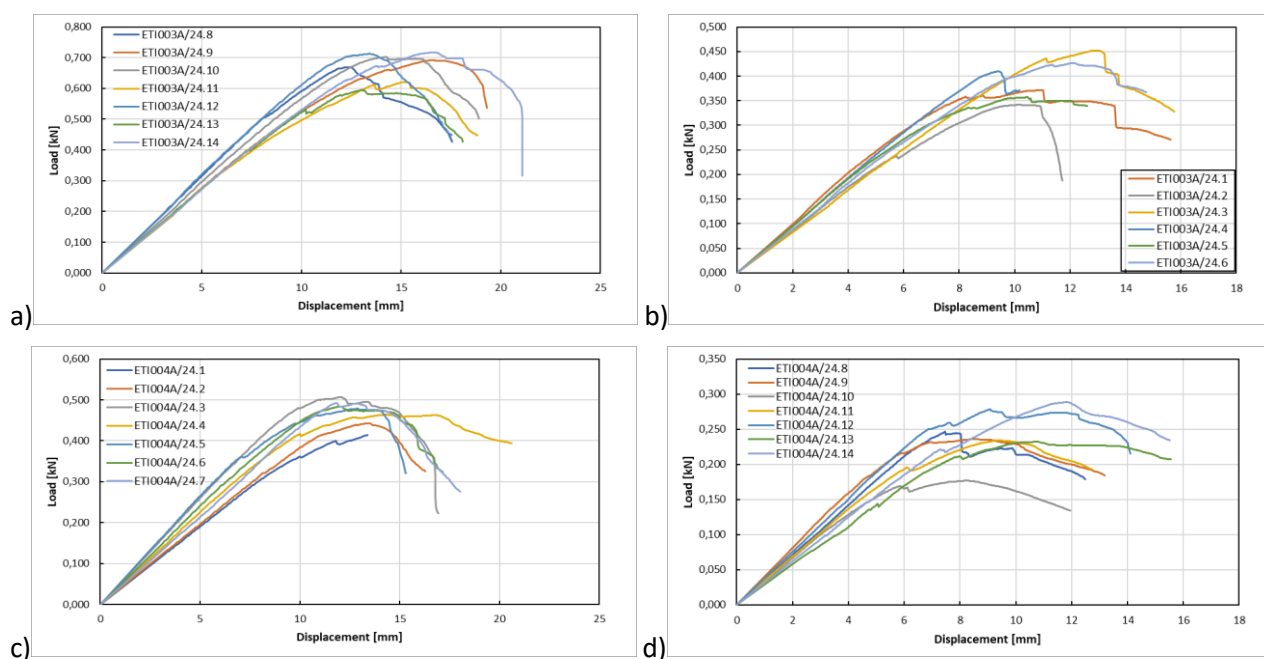 0,800
0,700
0,600
0,500
0,400
0,300
0,200
0,100
0,000
Load [kN]
ETI003A/24.8
ETI003A/24.9
ETI003A/24.10
ETI003A/24.11
ETI003A/24.12
ETI003A/24.13
ETI003A/24.14
0 5 10 15 20 25
Displacement [mm]
a)
0,500
0,450
0,400
0,350
0,300
0,250
0,200
0,150
0,100
0,050
0,000
Load [kN]
ETI003A/24.1
ETI003A/24.2
ETI003A/24.3
ETI003A/24.4
ETI003A/24.5
ETI003A/24.6
0 2 4 6 8 10 12 14 16 18
Displacement [mm]
b)
0,600
0,500
0,400
0,300
0,200
0,100
0,000
Load [kN]
ETI004A/24.1
ETI004A/24.2
ETI004A/24.3
ETI004A/24.4
ETI004A/24.5
ETI004A/24.6
ETI004A/24.7
0 5 10 15 20 25
Displacement [mm]
c)
0,350
0,300
0,250
0,200
0,150
0,100
0,050
0,000
Load [kN]
ETI004A/24.8
ETI004A/24.9
ETI004A/24.10
ETI004A/24.11
ETI004A/24.12
ETI004A/24.13
ETI004A/24.14
0 2 4 6 8 10 12 14 16 18
Displacement [mm]
d)